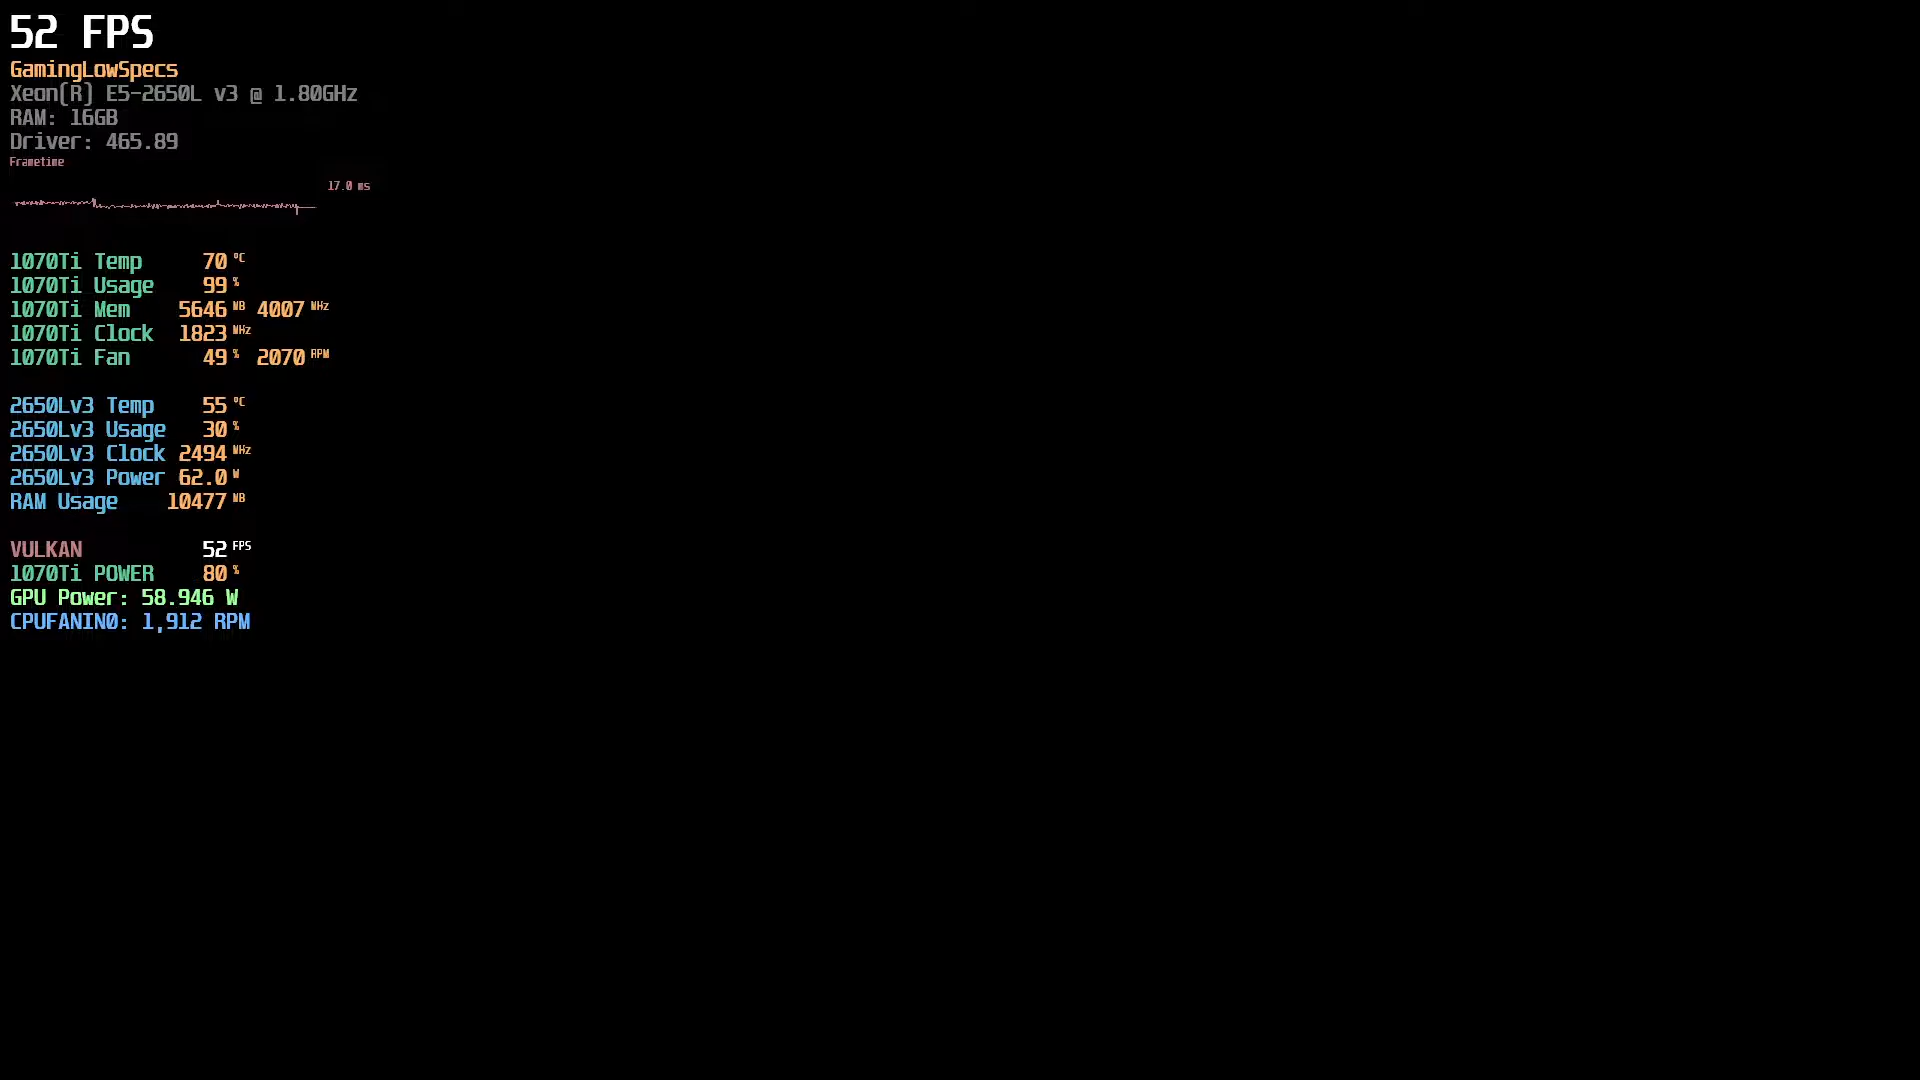 52 FPS
GamingLowSpecs
Xeon(R) E5-2650L v3 @ 1.80GHz
RAM: 16GB
Driver: 465.89
Frametime
17.0 ms
1070Ti Temp 70 °C
1070Ti Usage 99 %
1070Ti Mem 5646 MB 4007 MHz
1070Ti Clock 1823 MHz
1070Ti Fan 49 % 2070 RPM
2650Lv3 Temp 55 °C
2650Lv3 Usage 30 %
2650Lv3 Clock 2494 MHz
2650Lv3 Power 62.0 W
RAM Usage 10477 MB
VULKAN 52 FPS
1070Ti POWER 80 %
GPU Power: 58.946 W
CPUFANIN0: 1,912 RPM